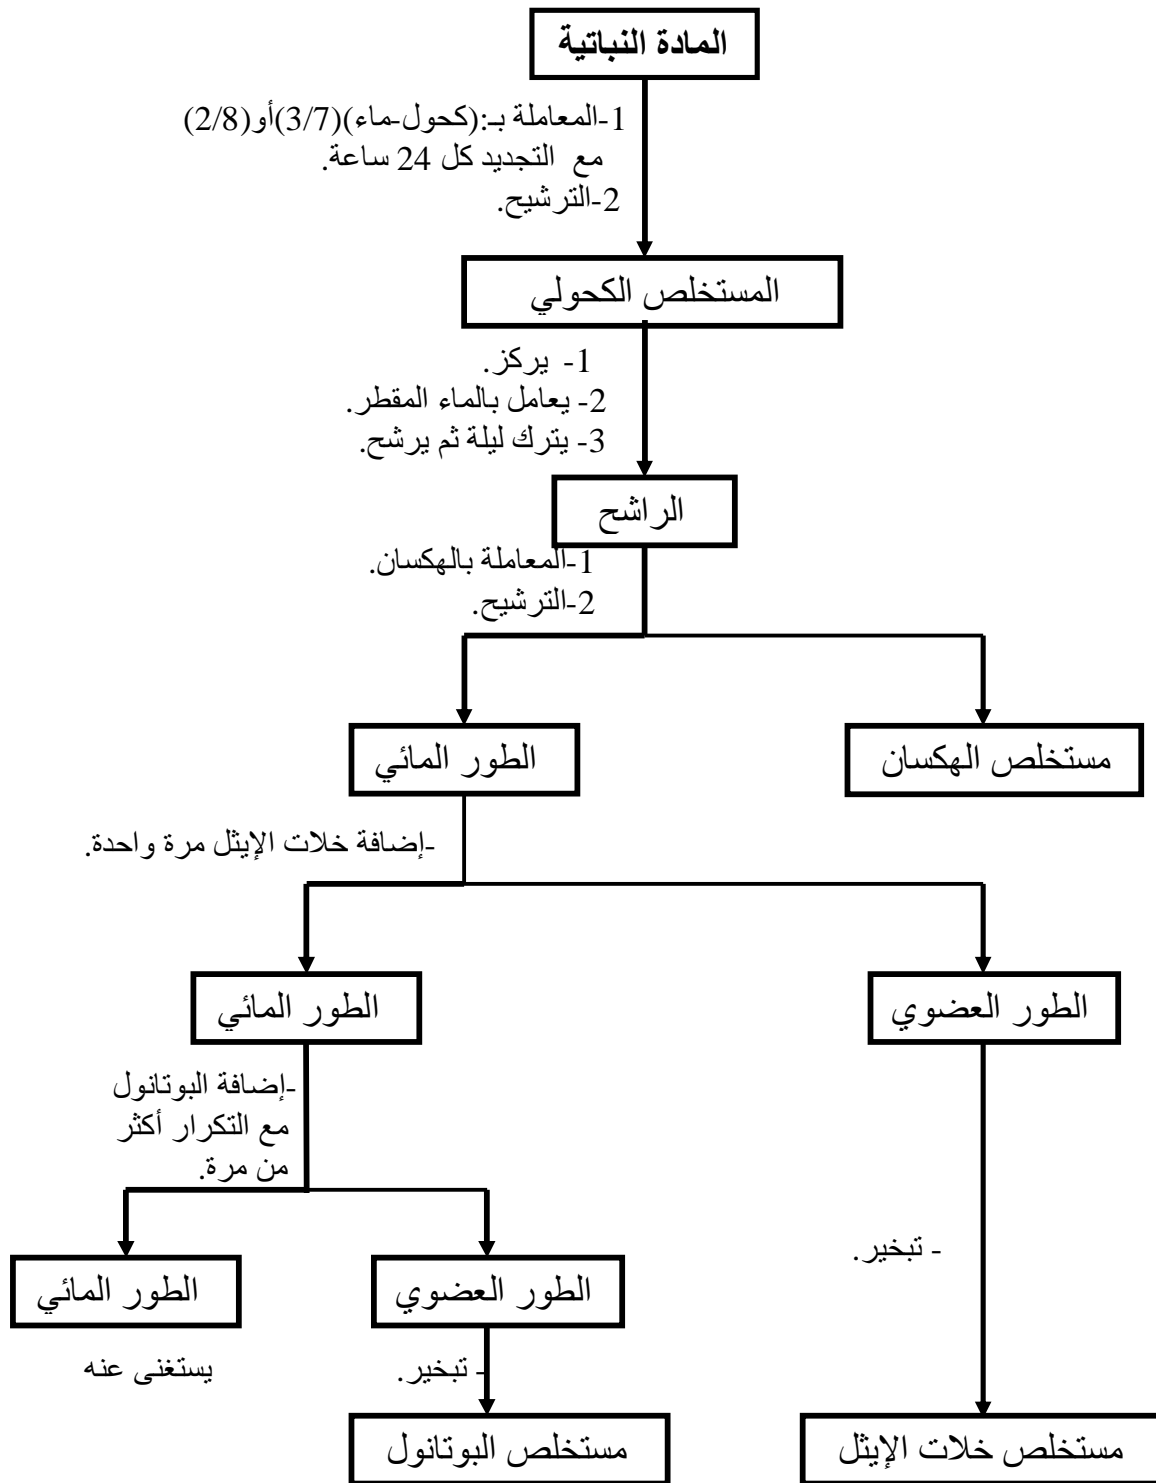 المادة النباتية
1-المعاملة بـ:(كحول-ماء)(3/7)أو(2/8)
مع التجديد كل 24 ساعة.
2-الترشيح.
المستخلص الكحولي
1- يركز.
2- يعامل بالماء المقطر.
3- يترك ليلة ثم يرشح.
الراشح
1-المعاملة بالهكسان.
2-الترشيح.
مستخلص الهكسان
الطور المائي
-إضافة خلات الإيثل مرة واحدة.
الطور العضوي
الطور المائي
-إضافة البوتانول
مع التكرار أكثر
من مرة.
- تبخير.
الطور العضوي
الطور المائي
- تبخير.
يستغنى عنه
مستخلص خلات الإيثل
مستخلص البوتانول